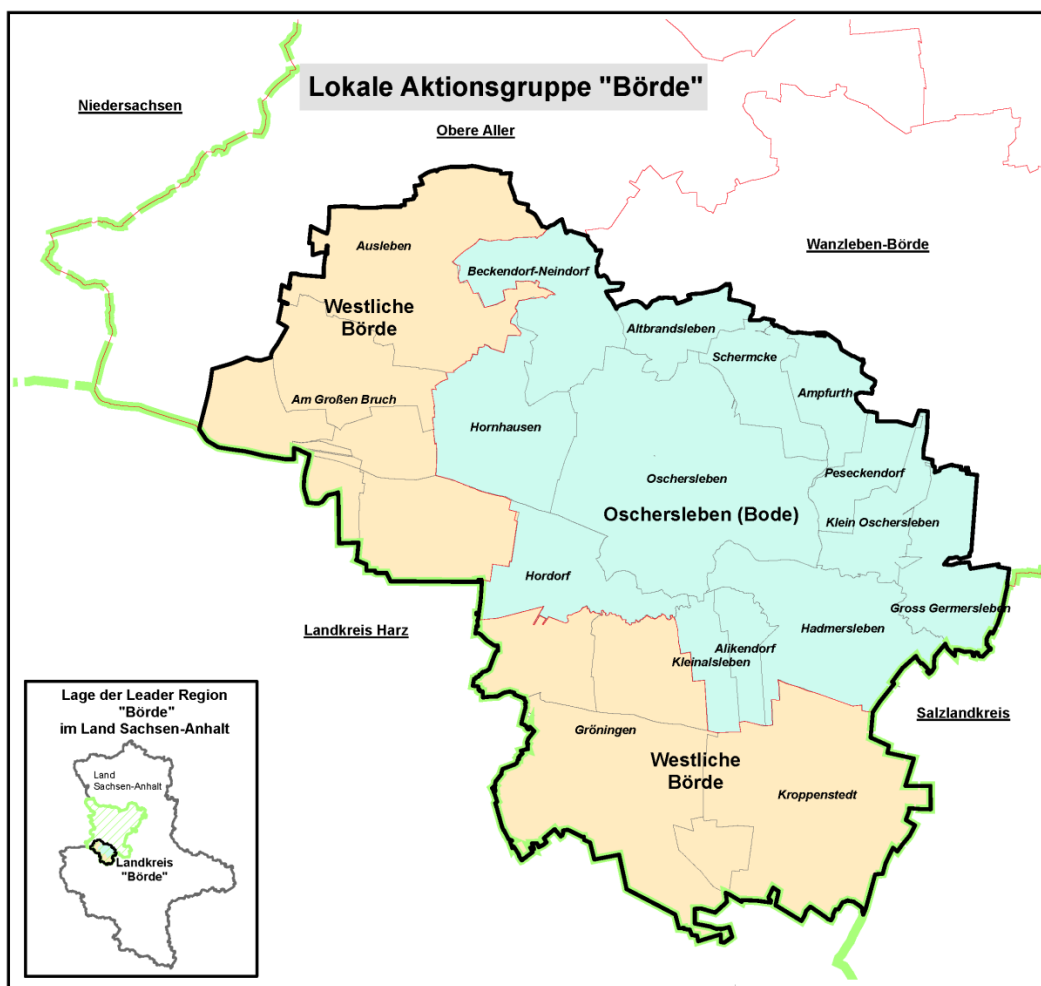 Lokale Aktionsgruppe "Börde"
Niedersachsen
Obere Aller
Wanzleben-Börde
Ausleben
Beckendorf-Neindorf
Westliche
Börde
Altbrandsleben
Schermcke
Ampfurth
Am Großen Bruch
Hornhausen
Oschersleben
Peseckendorf
Oschersleben (Bode)
Klein Oschersleben
Hordorf
Gross Germersleben
Landkreis Harz
Hadmersleben
Alikendorf
Kleinalsleben
Salzlandkreis
Gröningen
Westliche
Börde
Kroppenstedt
Lage der Leader Region
"Börde"
im Land Sachsen-Anhalt
Land
Sachsen-Anhalt
Landkreis
"Börde"